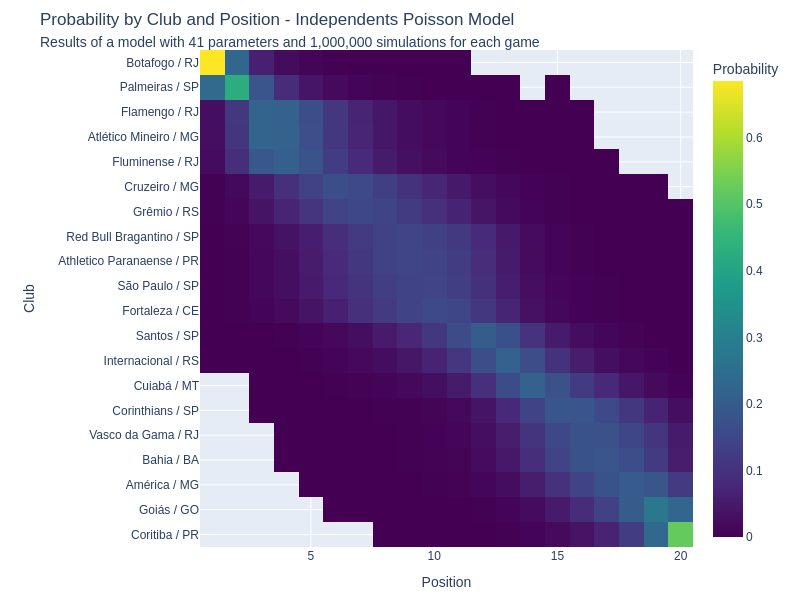 Probability by Club and Position - Independents Poisson Model
Results of a model with 41 parameters and 1,000,000 simulations for each game
Probability
Club
Botafogo / RJ
Palmeiras / SP
Flamengo / RJ
Atlético Mineiro / MG
Fluminense / RJ
Cruzeiro / MG
Grêmio / RS
Red Bull Bragantino / SP
Athletico Paranaense / PR
São Paulo / SP
Fortaleza / CE
Santos / SP
Internacional / RS
Cuiabá / MT
Corinthians / SP
Vasco da Gama / RJ
Bahia / BA
América / MG
Goiás / GO
Coritiba / PR
0.6
0.5
0.4
0.3
0.2
0.1
0
5 10 15 20
Position